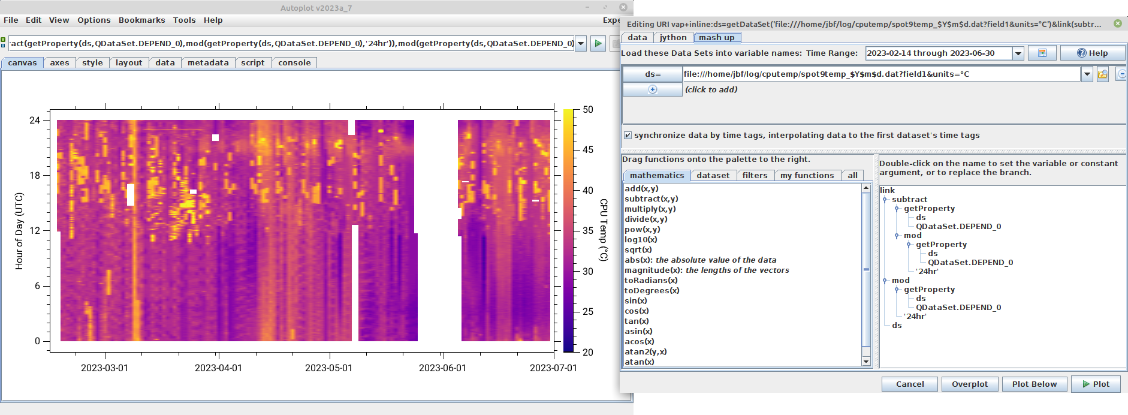 Autoplot v2023a_7
File Edit View Options Bookmarks Tools Help Expe
act(getProperty(ds,QDataSet.DEPEND_0),mod(getProperty(ds,QDataSet.DEPEND_0),'24hr')),mod(getProperty(ds,QDataSet.DEPEND_0),'24hr'),ds)
canvas axes style layout data metadata script console
24
18
12
6
0
Hour of Day (UTC)
2023-03-01 2023-04-01 2023-05-01 2023-06-01 2023-07-01
50
45
40
35
30
25
20
CPU Temp (°C)
Editing URI vap+inline:ds=getDataSet('file:///home/jbf/log/cputemp/spot9temp_$Y$m$d.dat?field1&units=°C')&link(subtr...
data jython mash up
Load these Data Sets into variable names: Time Range: 2023-02-14 through 2023-06-30 Help
ds= file:///home/jbf/log/cputemp/spot9temp_$Y$m$d.dat?field1&units=°C
(click to add)
synchronize data by time tags, interpolating data to the first dataset's time tags
Drag functions onto the palette to the right.
mathematics dataset filters my functions all
add(x,y)
subtract(x,y)
multiply(x,y)
divide(x,y)
pow(x,y)
log10(x)
sqrt(x)
abs(x): the absolute value of the data
magnitude(x): the lengths of the vectors
toRadians(x)
toDegrees(x)
sin(x)
cos(x)
tan(x)
asin(x)
acos(x)
atan2(y,x)
atan(x)
Double-click on the name to set the variable or constant
argument, or to replace the branch.
link
subtract
getProperty
ds
QDataSet.DEPEND_0
mod
getProperty
ds
QDataSet.DEPEND_0
'24hr'
mod
getProperty
ds
QDataSet.DEPEND_0
'24hr'
ds
Cancel Overplot Plot Below Plot